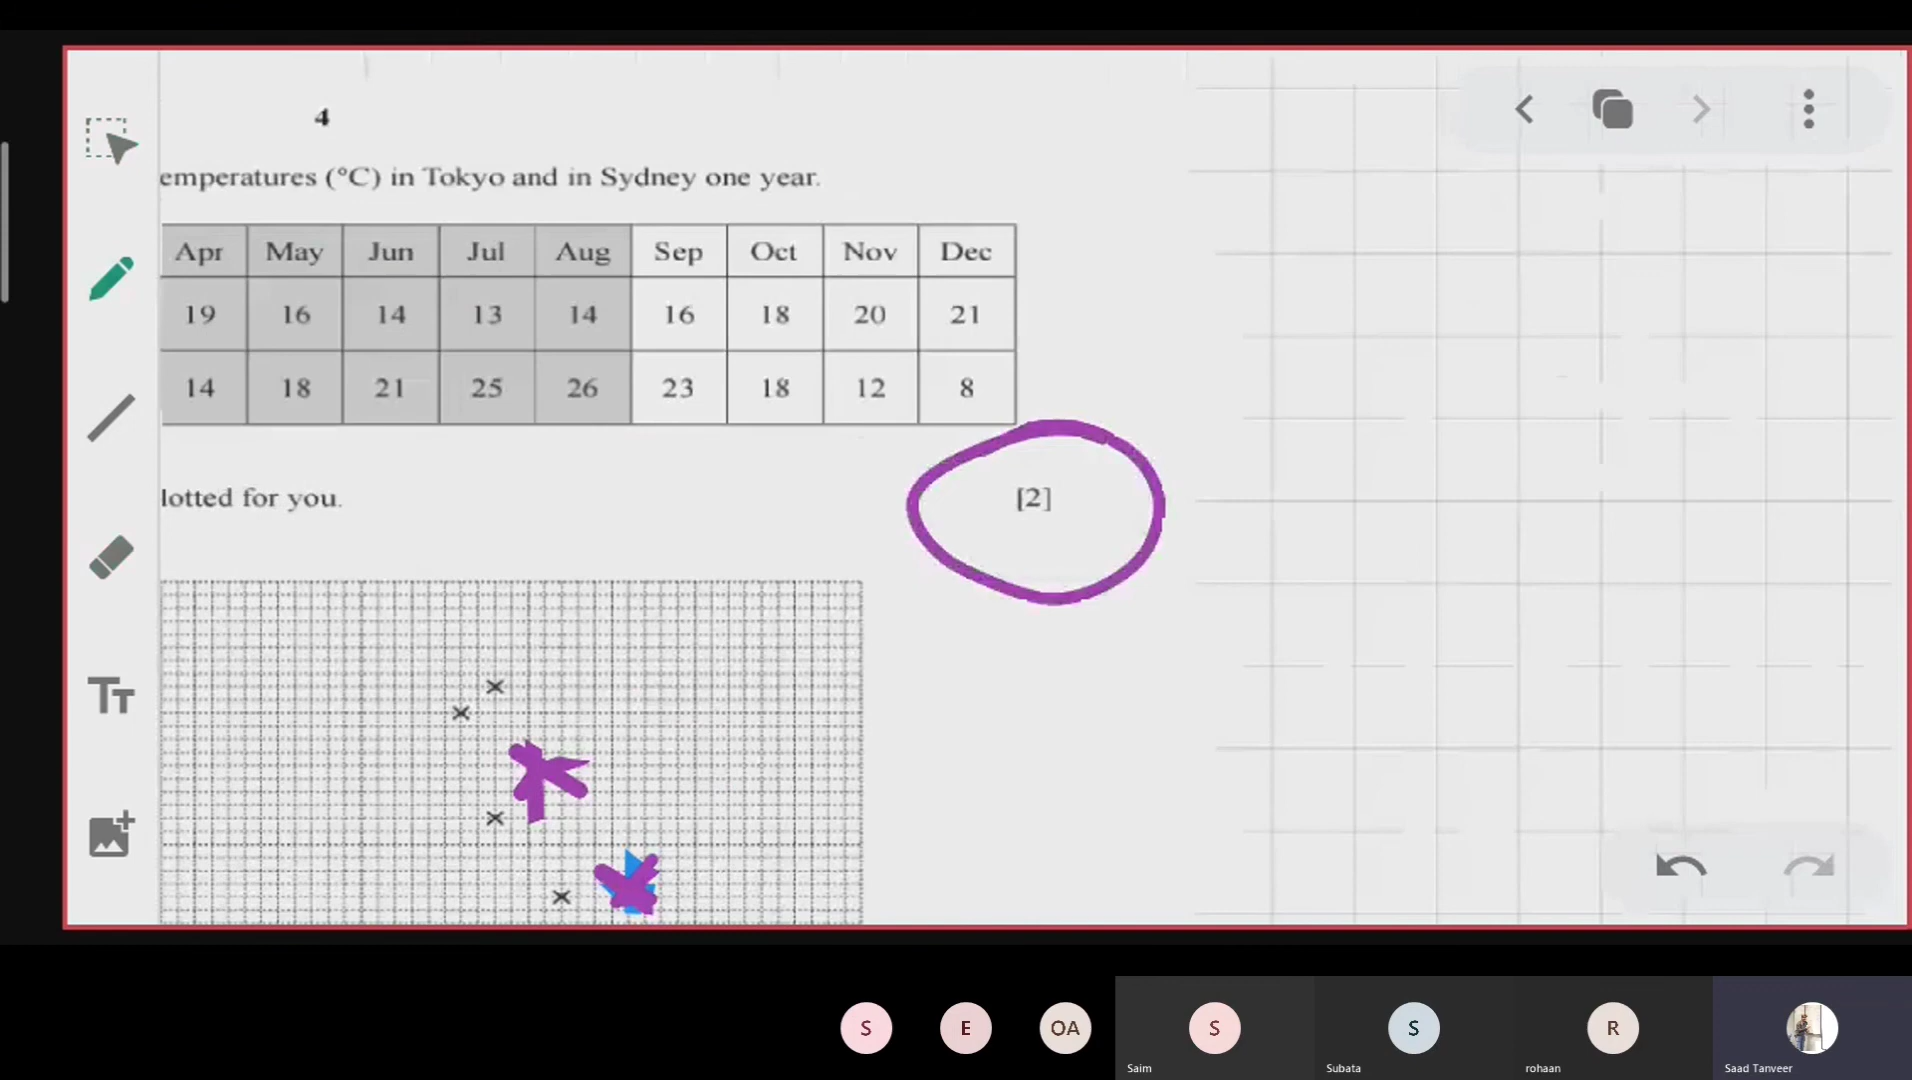 4
emperatures (°C) in Tokyo and in Sydney one year.
Apr May Jun Jul Aug Sep Oct Nov Dec
19 16 14 13 14 16 18 20 21
14 18 21 25 26 23 18 12 8
lotted for you. [2]
TT
S E OA S S R
Saim Subata rohaan Saad Tanveer